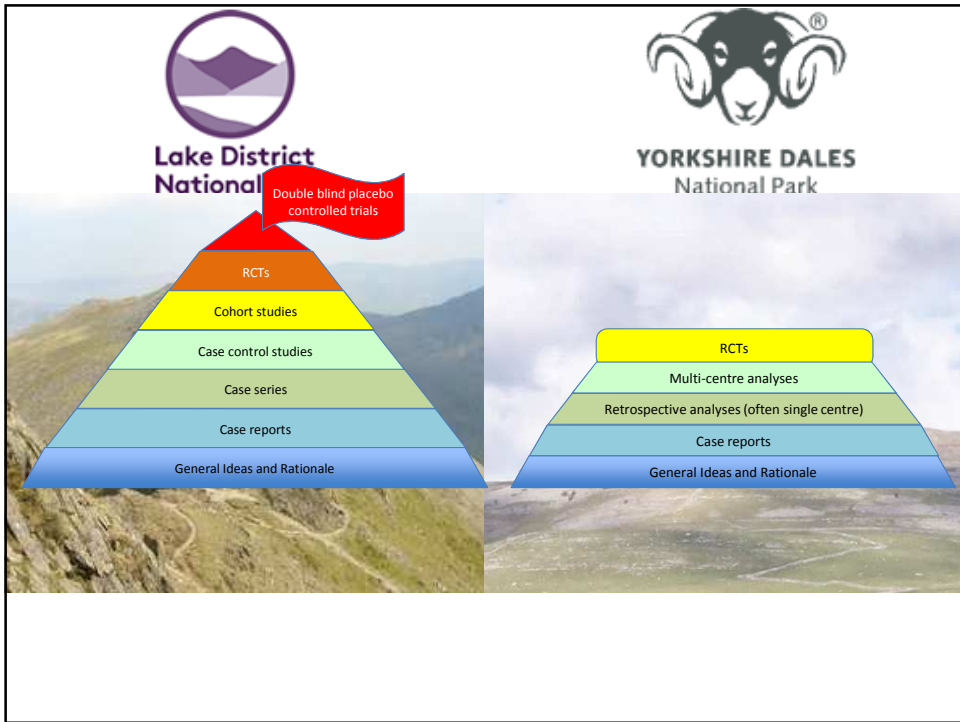 Lake District
National
Double blind placebo
controlled trials
RCTs
Cohort studies
Case control studies
Case series
Case reports
General Ideas and Rationale
®
YORKSHIRE DALES
National Park
RCTs
Multi-centre analyses
Retrospective analyses (often single centre)
Case reports
General Ideas and Rationale